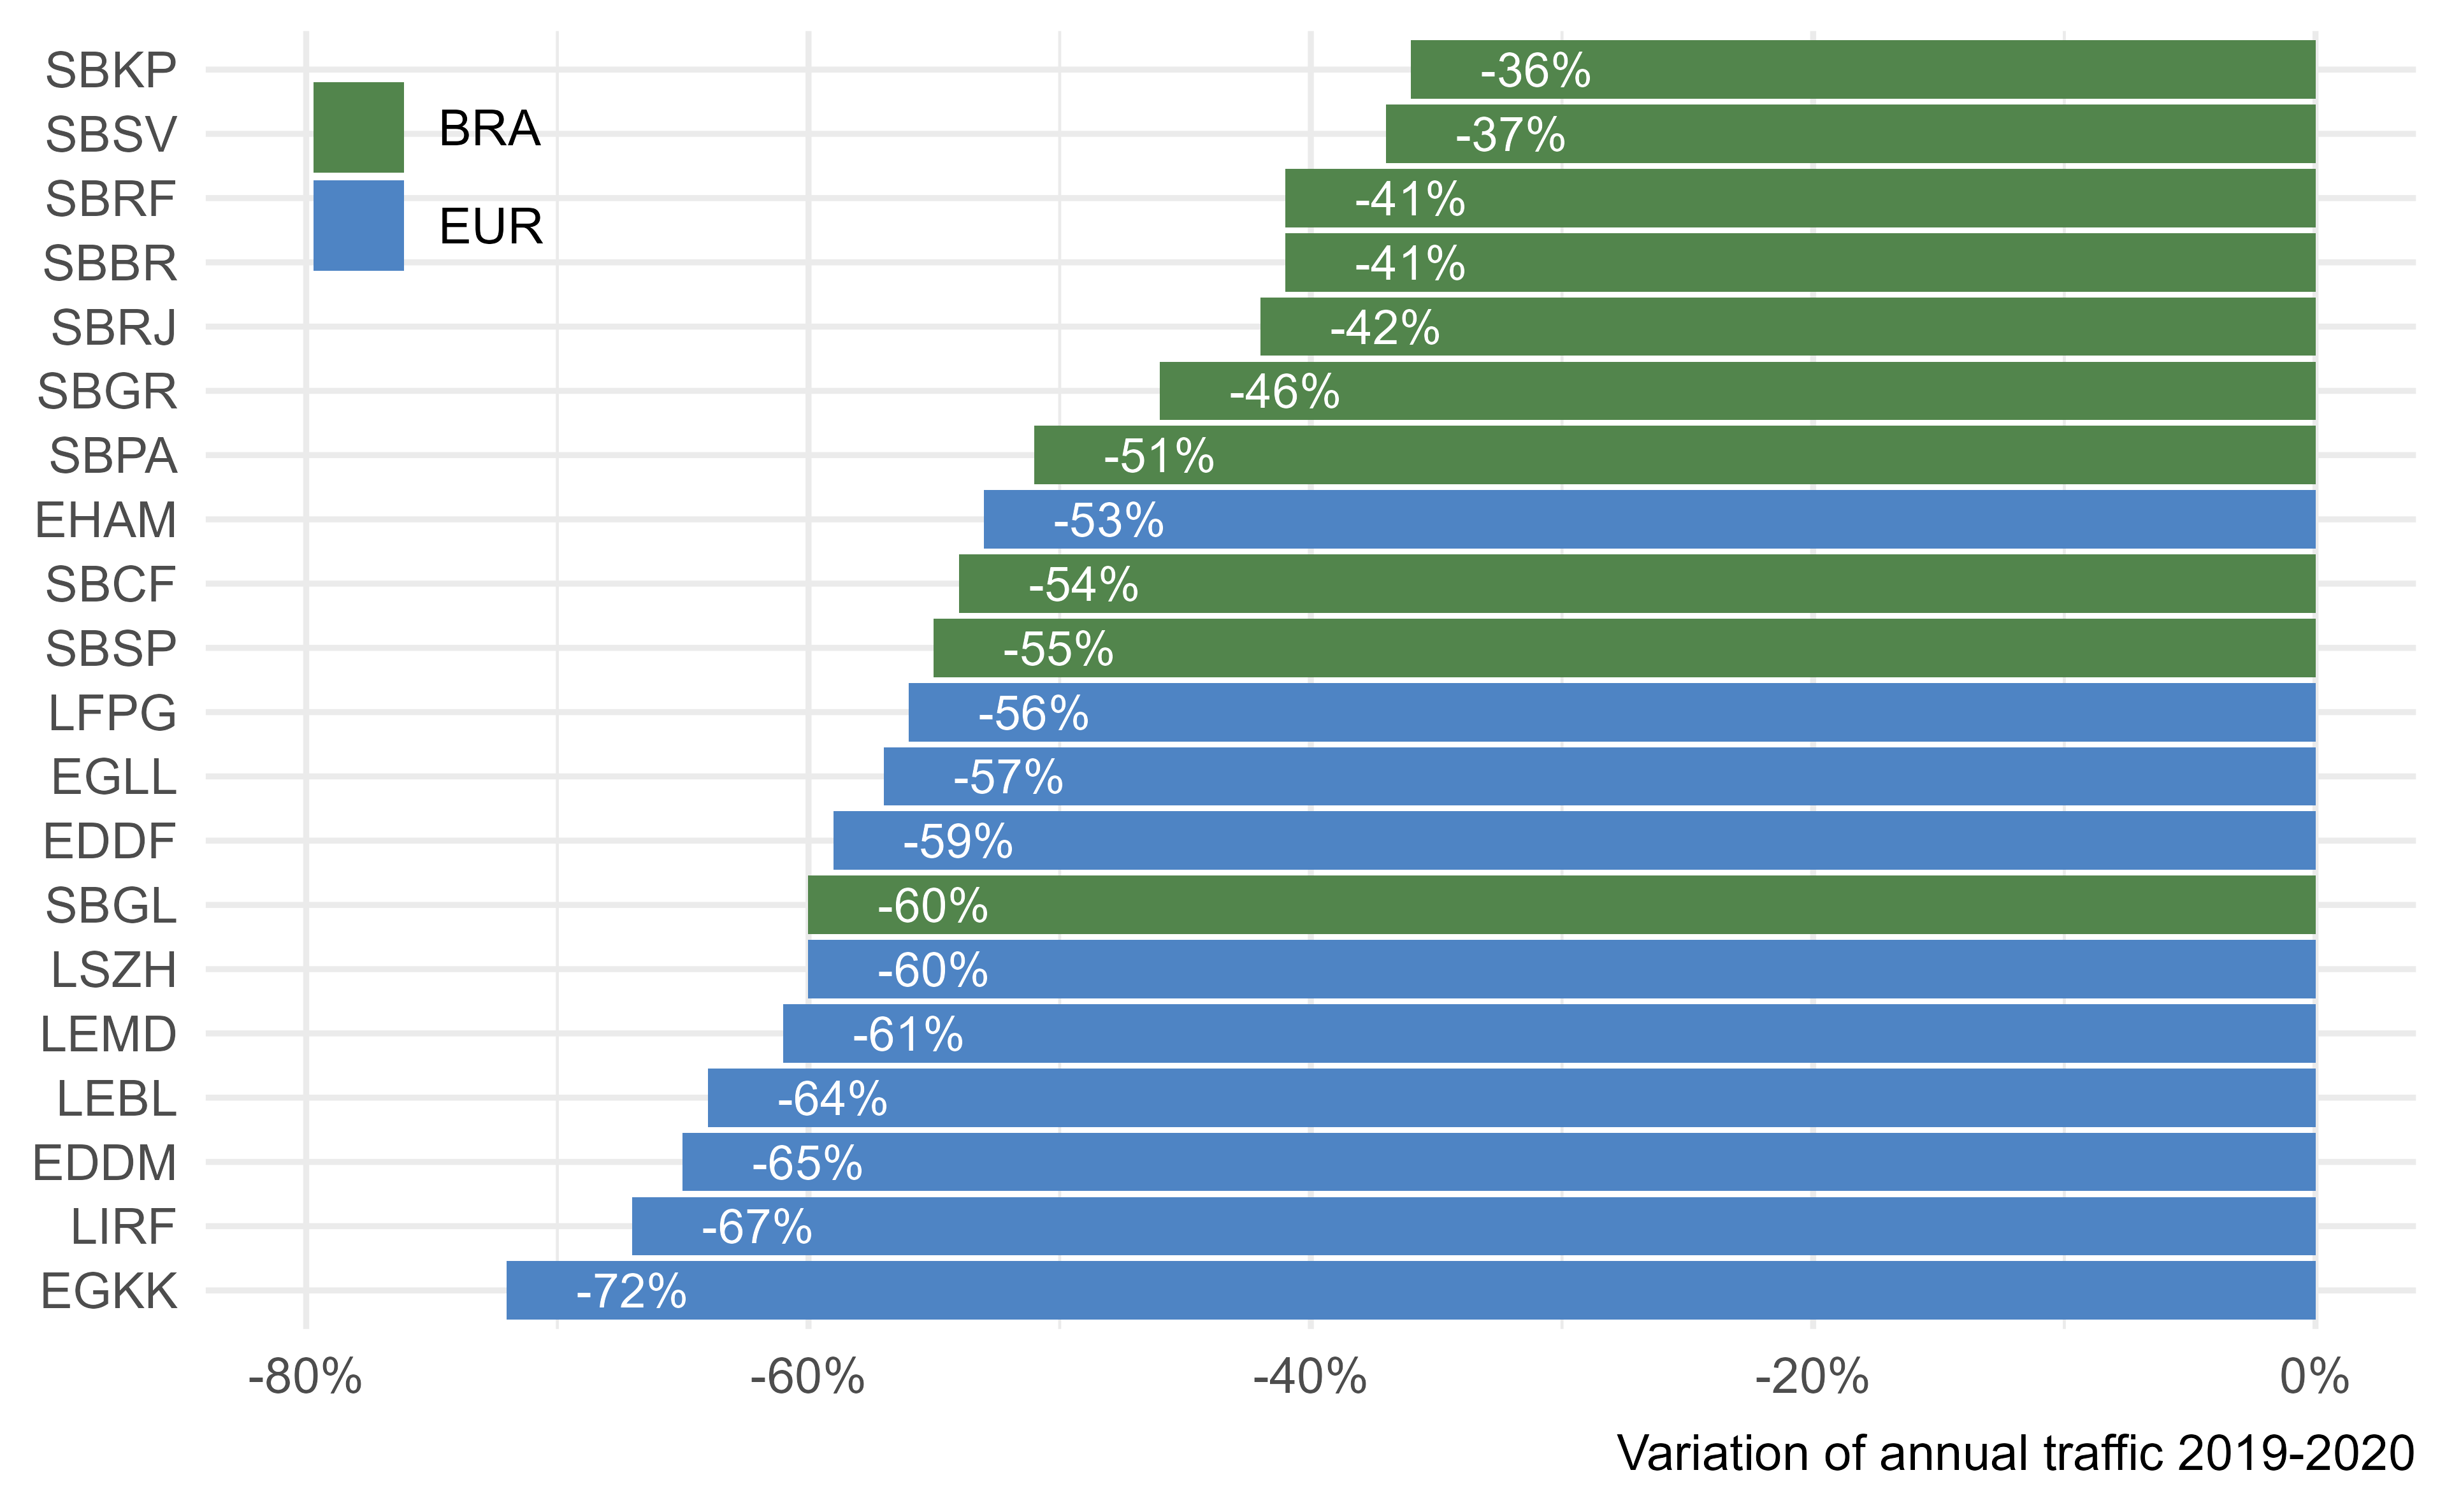 SBKP -36%
SBSV -37%
SBRF -41%
SBBR -41%
SBRJ -42%
SBGR -46%
SBPA -51%
EHAM -53%
SBCF -54%
SBSP -55%
LFPG -56%
EGLL -57%
EDDF -59%
SBGL -60%
LSZH -60%
LEMD -61%
LEBL -64%
EDDM -65%
LIRF -67%
EGKK -72%
BRA
EUR
-80% -60% -40% -20% 0%
Variation of annual traffic 2019-2020